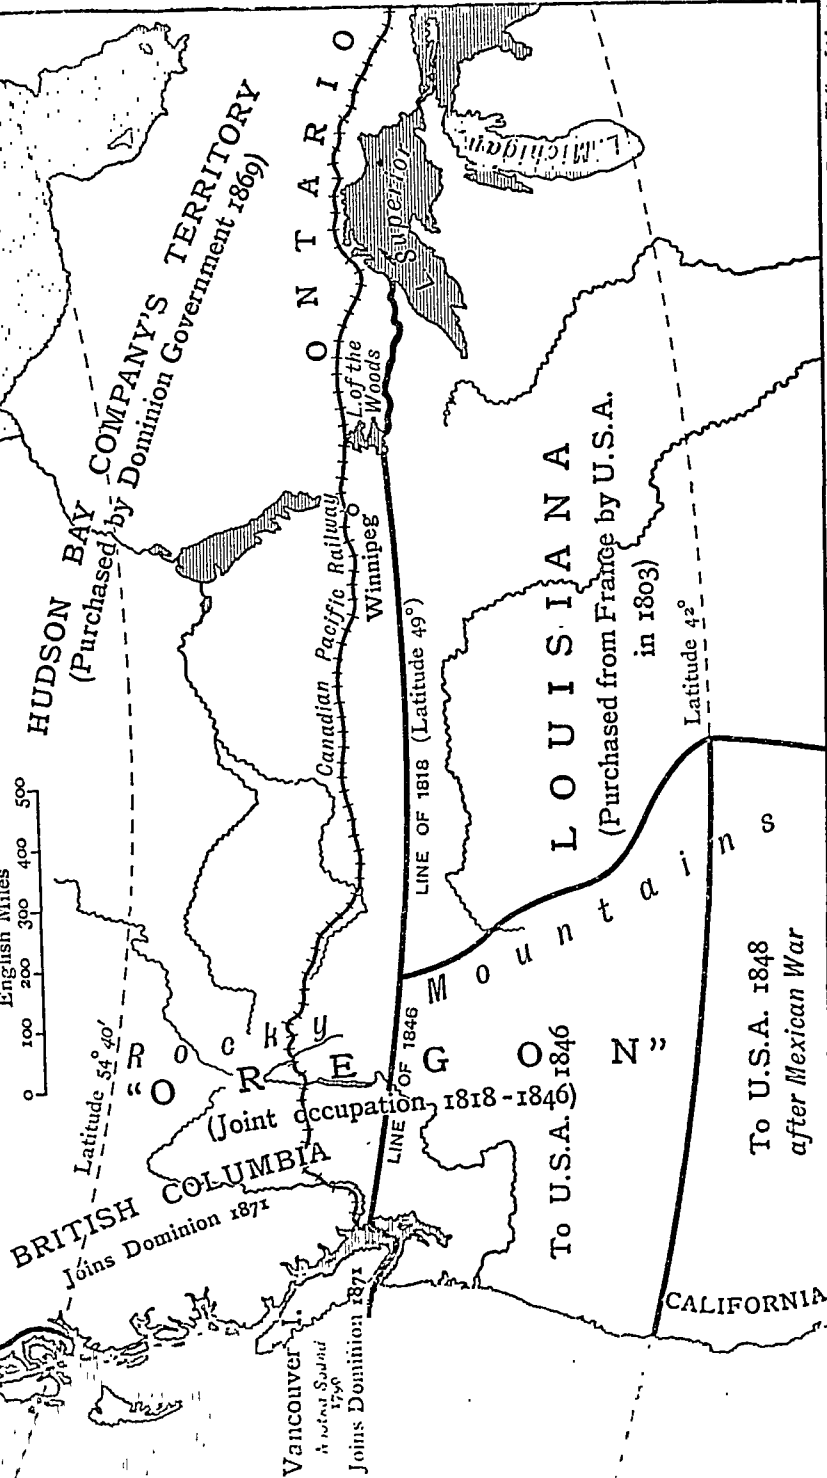 English Miles
0 100 200 300 400 500
HUDSON BAY COMPANY'S TERRITORY
(Purchased by Dominion Government 1869)
Latitude 54° 40'
BRITISH COLUMBIA
Joins Dominion 1871
Rocky Mountains
"OREGON"
(Joint occupation 1818-1846)
Canadian Pacific Railway
Winnipeg
L. of the
Woods
ONTARIO
L. Superior
L. Michigan
Vancouver I.
Sound
1790
Joins Dominion 1871
LINE OF 1846
LINE OF 1818 (Latitude 49°)
To U.S.A. 1846
LOUISIANA
(Purchased from France by U.S.A.
in 1803)
Latitude 42°
CALIFORNIA
To U.S.A. 1848
after Mexican War